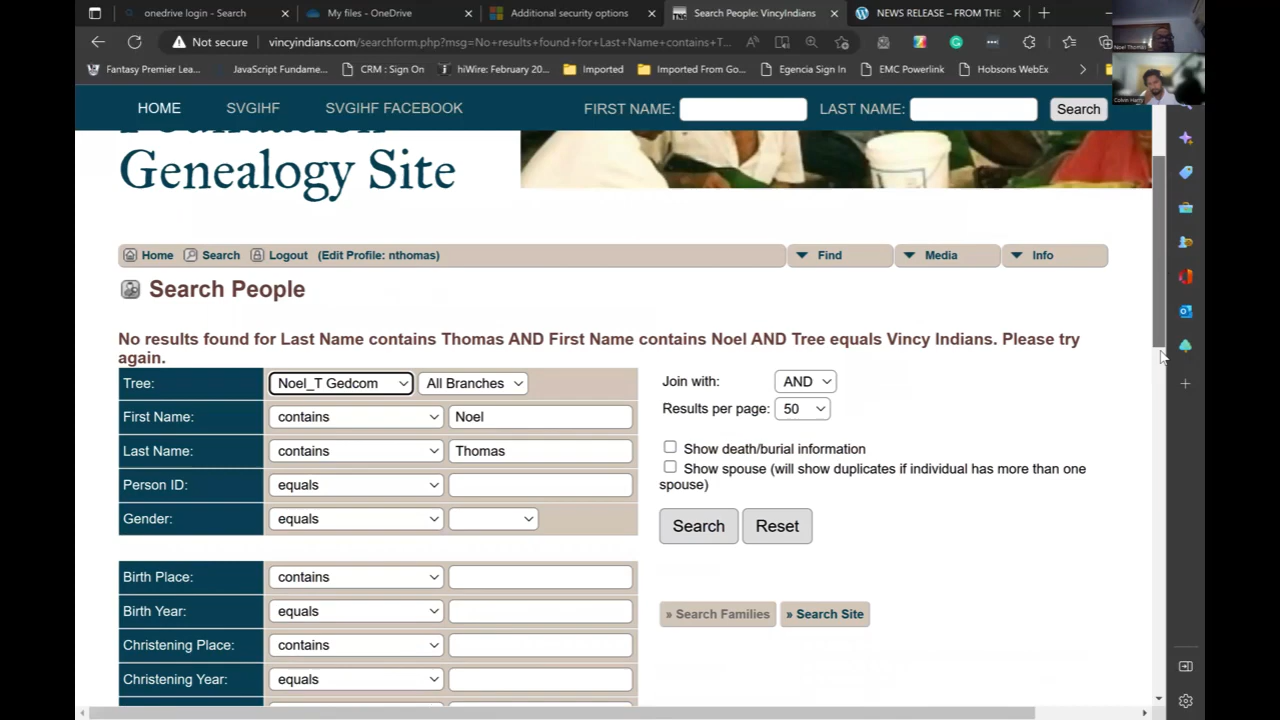 onedrive login - Search
My files - OneDrive
Additional security options
Search People: VincyIndians
NEWS RELEASE – FROM THE
Noel Thomas
Not secure
vincyindians.com/searchform.php?msg=No+results+found+for+Last+Name+contains+T...
Colvin Harry
Fantasy Premier Lea...
JavaScript Fundame...
CRM : Sign On
hiWire: February 20...
Imported
Imported From Go...
Egencia Sign In
EMC Powerlink
Hobsons WebEx
HOME
SVGIHF
SVGIHF FACEBOOK
FIRST NAME:
LAST NAME:
Search
Foundation
Genealogy Site
Home
Search
Logout
(Edit Profile: nthomas)
Find
Media
Info
Search People
No results found for Last Name contains Thomas AND First Name contains Noel AND Tree equals Vincy Indians. Please try
again.
Tree:
Noel_T Gedcom
All Branches
Join with:
AND
First Name:
contains
Noel
Results per page:
50
Last Name:
contains
Thomas
Show death/burial information
Show spouse (will show duplicates if individual has more than one
spouse)
Person ID:
equals
Gender:
equals
Search
Reset
Birth Place:
contains
Birth Year:
equals
» Search Families
» Search Site
Christening Place:
contains
Christening Year:
equals